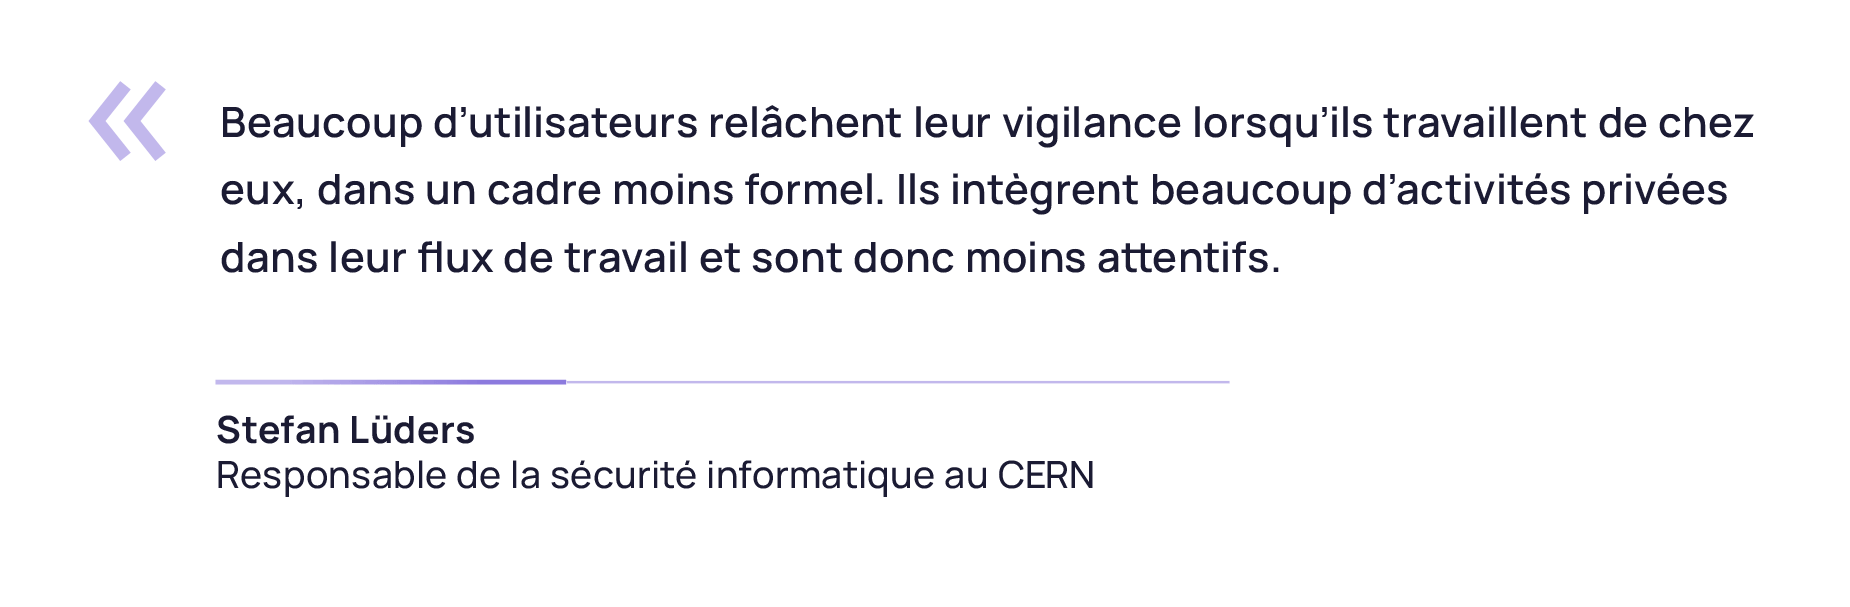 « Beaucoup d’utilisateurs relâchent leur vigilance lorsqu’ils travaillent de chez
eux, dans un cadre moins formel. Ils intègrent beaucoup d’activités privées
dans leur flux de travail et sont donc moins attentifs.
Stefan Lüders
Responsable de la sécurité informatique au CERN